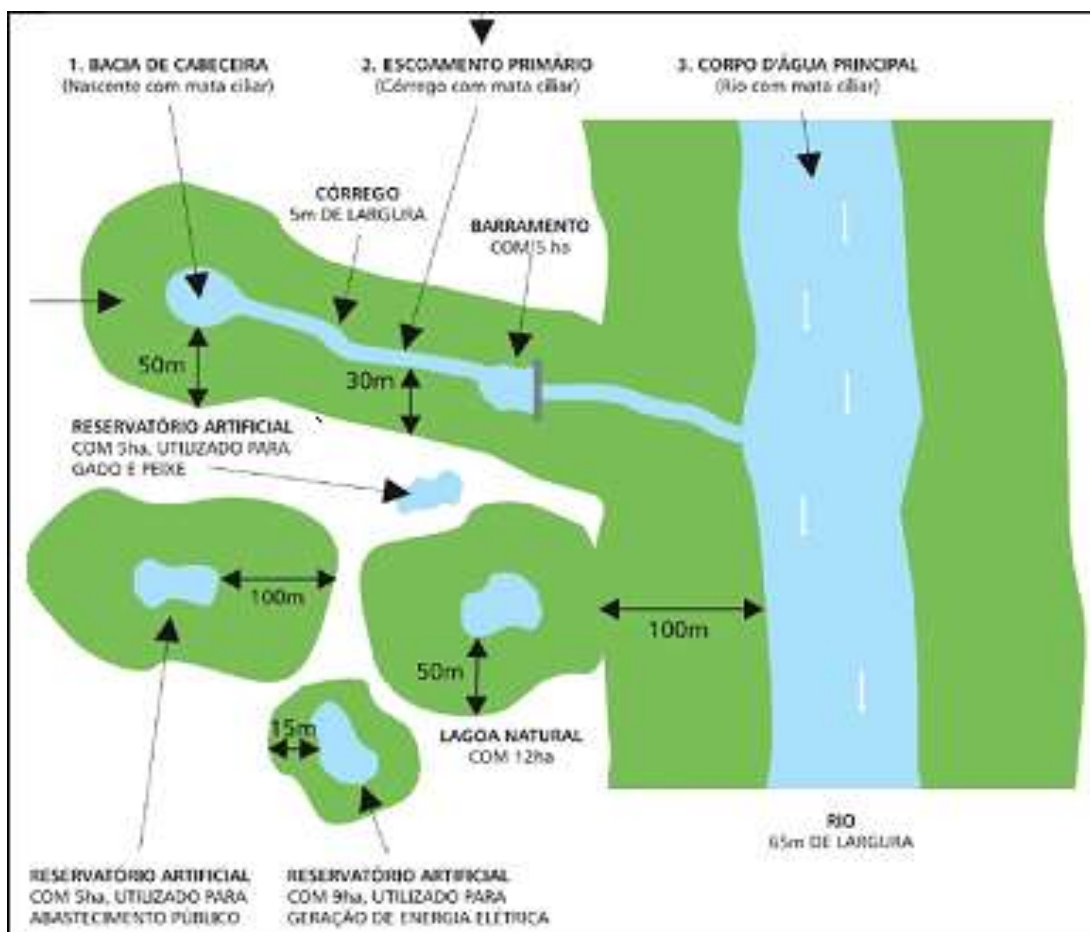 1. BACIA DE CABECEIRA
(Nascente com mata ciliar)
2. ESCOAMENTO PRIMÁRIO
(Córrego com mata ciliar)
3. CORPO D'ÁGUA PRINCIPAL
(Rio com mata ciliar)
CÓRREGO
5m DE LARGURA
BARRAMENTO
COM 5 ha
50m
30m
RESERVATÓRIO ARTIFICIAL
COM 5ha, UTILIZADO PARA
GADO E PEIXE
100m
50m
100m
15m
LAGOA NATURAL
COM 12ha
RIO
65m DE LARGURA
RESERVATÓRIO ARTIFICIAL
COM 5ha, UTILIZADO PARA
ABASTECIMENTO PÚBLICO
RESERVATÓRIO ARTIFICIAL
COM 9ha, UTILIZADO PARA
GERAÇÃO DE ENERGIA ELÉTRICA